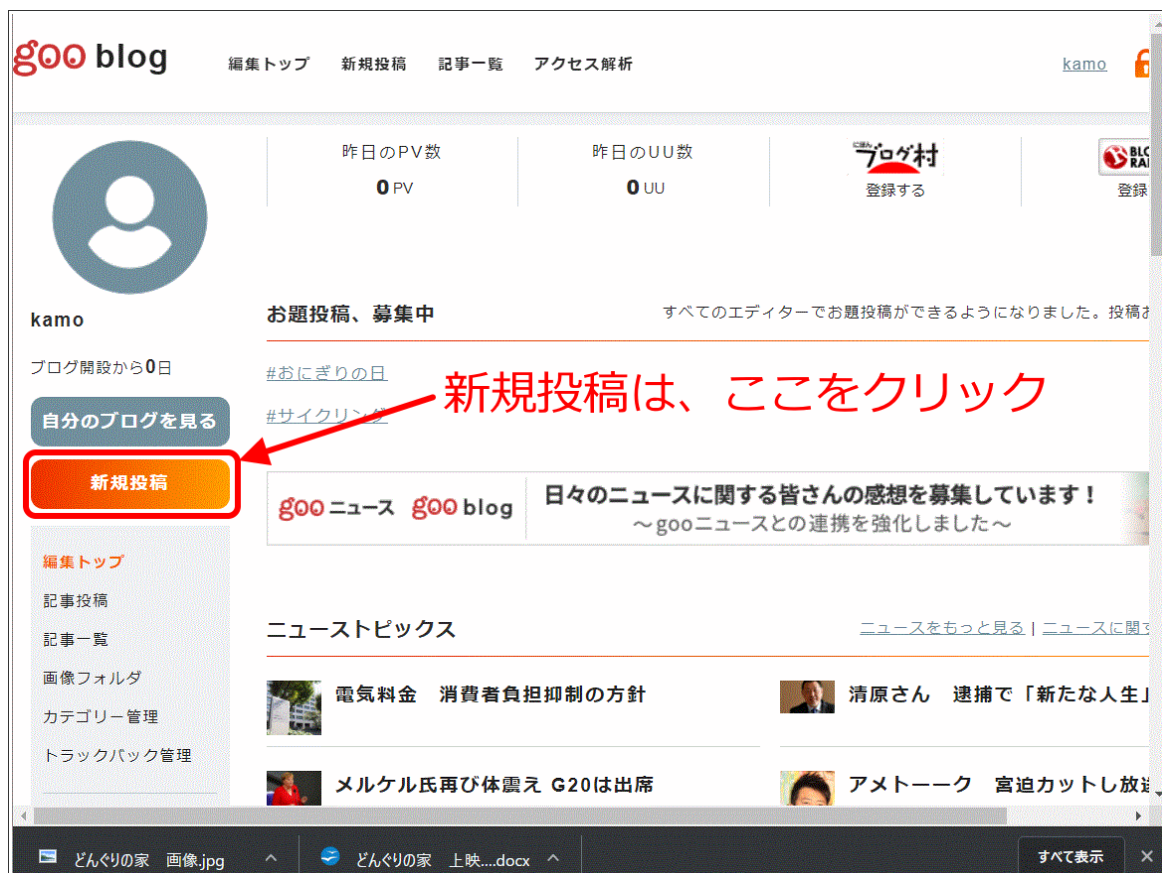 goo blog 編集トップ 新規投稿 記事一覧 アクセス解析 kamo
昨日のPV数
0 PV
昨日のUU数
0 UU
にほんブログ村
登録する
登録
kamo
ブログ開設から0日
自分のブログを見る
新規投稿
お題投稿、募集中 すべてのエディターでお題投稿ができるようになりました。投稿
#おにぎりの日
#サイクリング
新規投稿は、ここをクリック
goo ニュース goo blog 日々のニュースに関する皆さんの感想を募集しています！
～gooニュースとの連携を強化しました～
編集トップ
記事投稿
記事一覧
画像フォルダ
カテゴリー管理
トラックバック管理
ニューストピックス ニュースをもっと見る | ニュースに関
電気料金 消費者負担抑制の方針
清原さん 逮捕で「新たな人生」
メルケル氏再び体震え G20は出席
アメトーーク 宮迫カットし放
どんぐりの家 画像.jpg どんぐりの家 上映....docx すべて表示